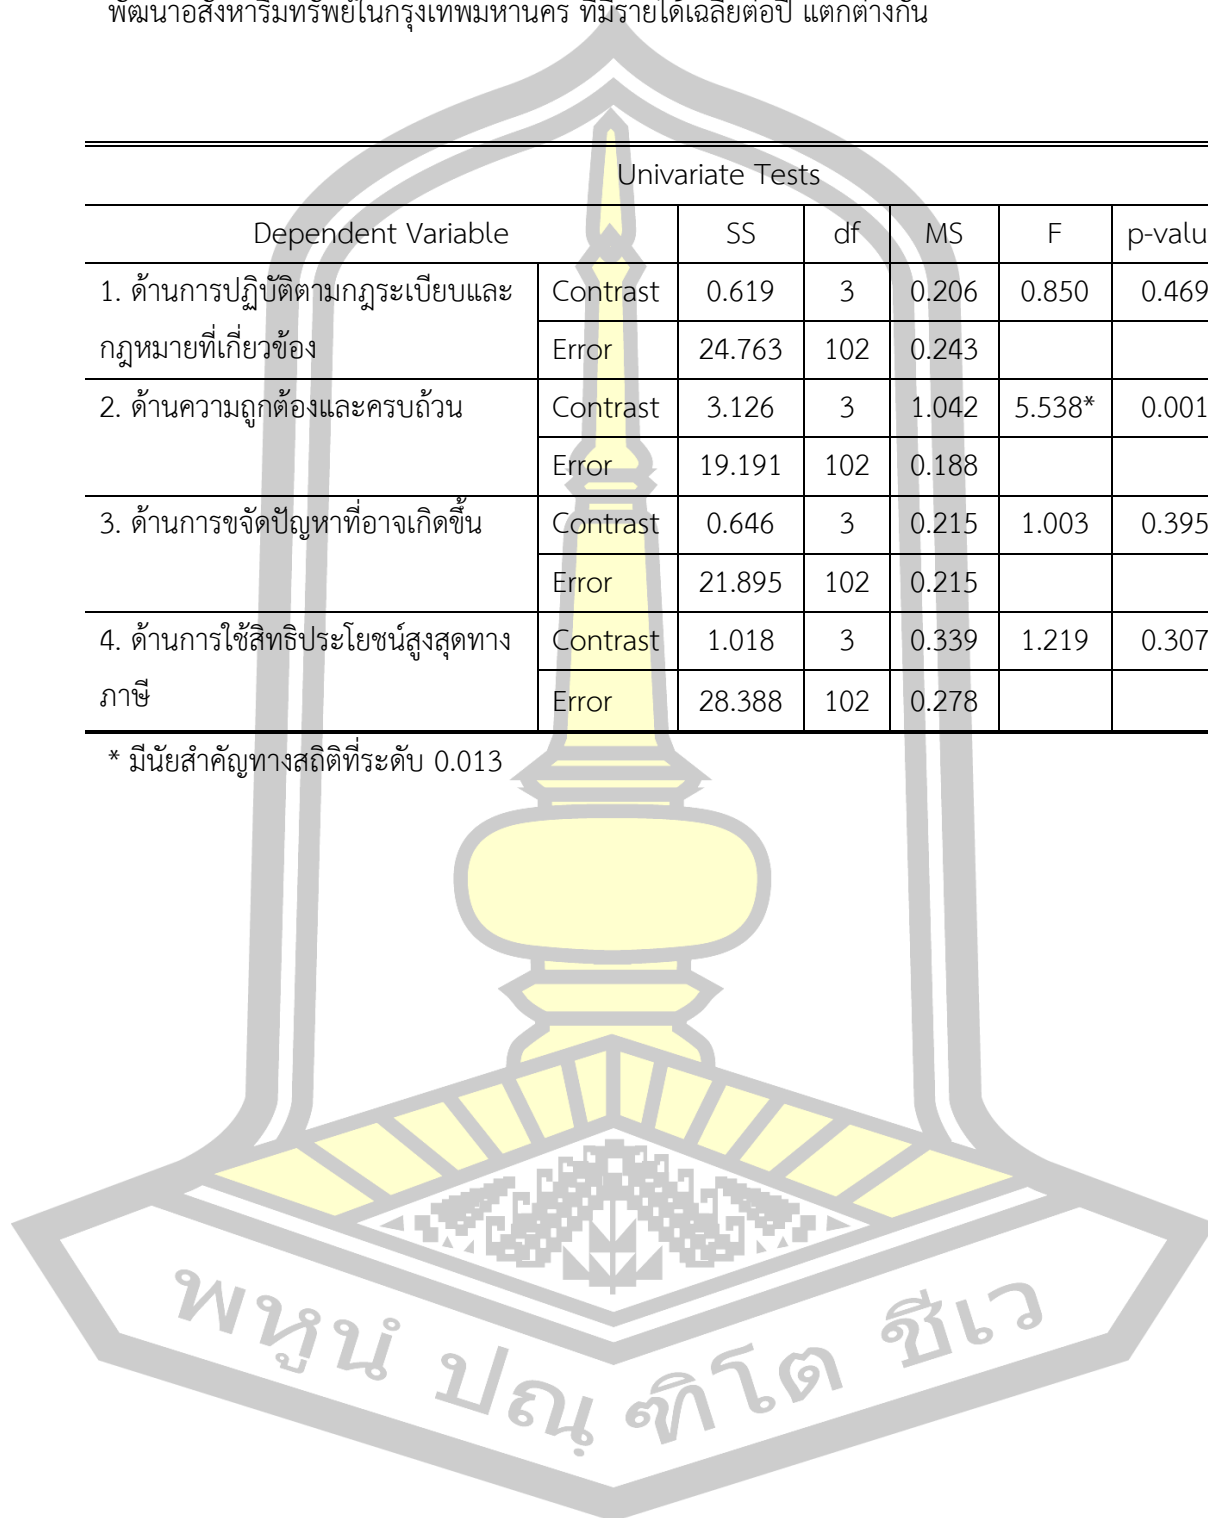 พัฒนาอสังหาริมทรัพย์ในกรุงเทพมหานคร ที่มีรายได้เฉลี่ยต่อปี แตกต่างกัน
Univariate Tests
Dependent Variable SS df MS F p-valu
1. ด้านการปฏิบัติตามกฎระเบียบและ Contrast 0.619 3 0.206 0.850 0.469
กฎหมายที่เกี่ยวข้อง Error 24.763 102 0.243
2. ด้านความถูกต้องและครบถ้วน Contrast 3.126 3 1.042 5.538* 0.001
Error 19.191 102 0.188
3. ด้านการขจัดปัญหาที่อาจเกิดขึ้น Contrast 0.646 3 0.215 1.003 0.395
Error 21.895 102 0.215
4. ด้านการใช้สิทธิประโยชน์สูงสุดทาง Contrast 1.018 3 0.339 1.219 0.307
ภาษี Error 28.388 102 0.278
* มีนัยสำคัญทางสถิติที่ระดับ 0.013
พหูนํ ปณฺฑิโต ชีเว